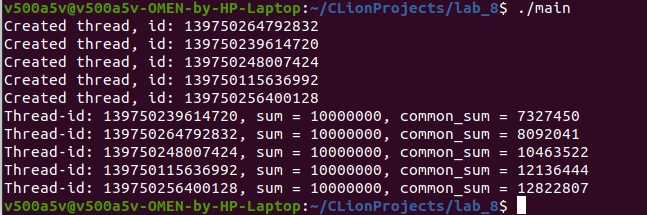 v500a5v@v500a5v-OMEN-by-HP-Laptop:~/CLionProjects/lab_8$ ./main
Created thread, id: 139750264792832
Created thread, id: 139750239614720
Created thread, id: 139750248007424
Created thread, id: 139750115636992
Created thread, id: 139750256400128
Thread-id: 139750239614720, sum = 10000000, common_sum = 7327450
Thread-id: 139750264792832, sum = 10000000, common_sum = 8092041
Thread-id: 139750248007424, sum = 10000000, common_sum = 10463522
Thread-id: 139750115636992, sum = 10000000, common_sum = 12136444
Thread-id: 139750256400128, sum = 10000000, common_sum = 12822807
v500a5v@v500a5v-OMEN-by-HP-Laptop:~/CLionProjects/lab_8$